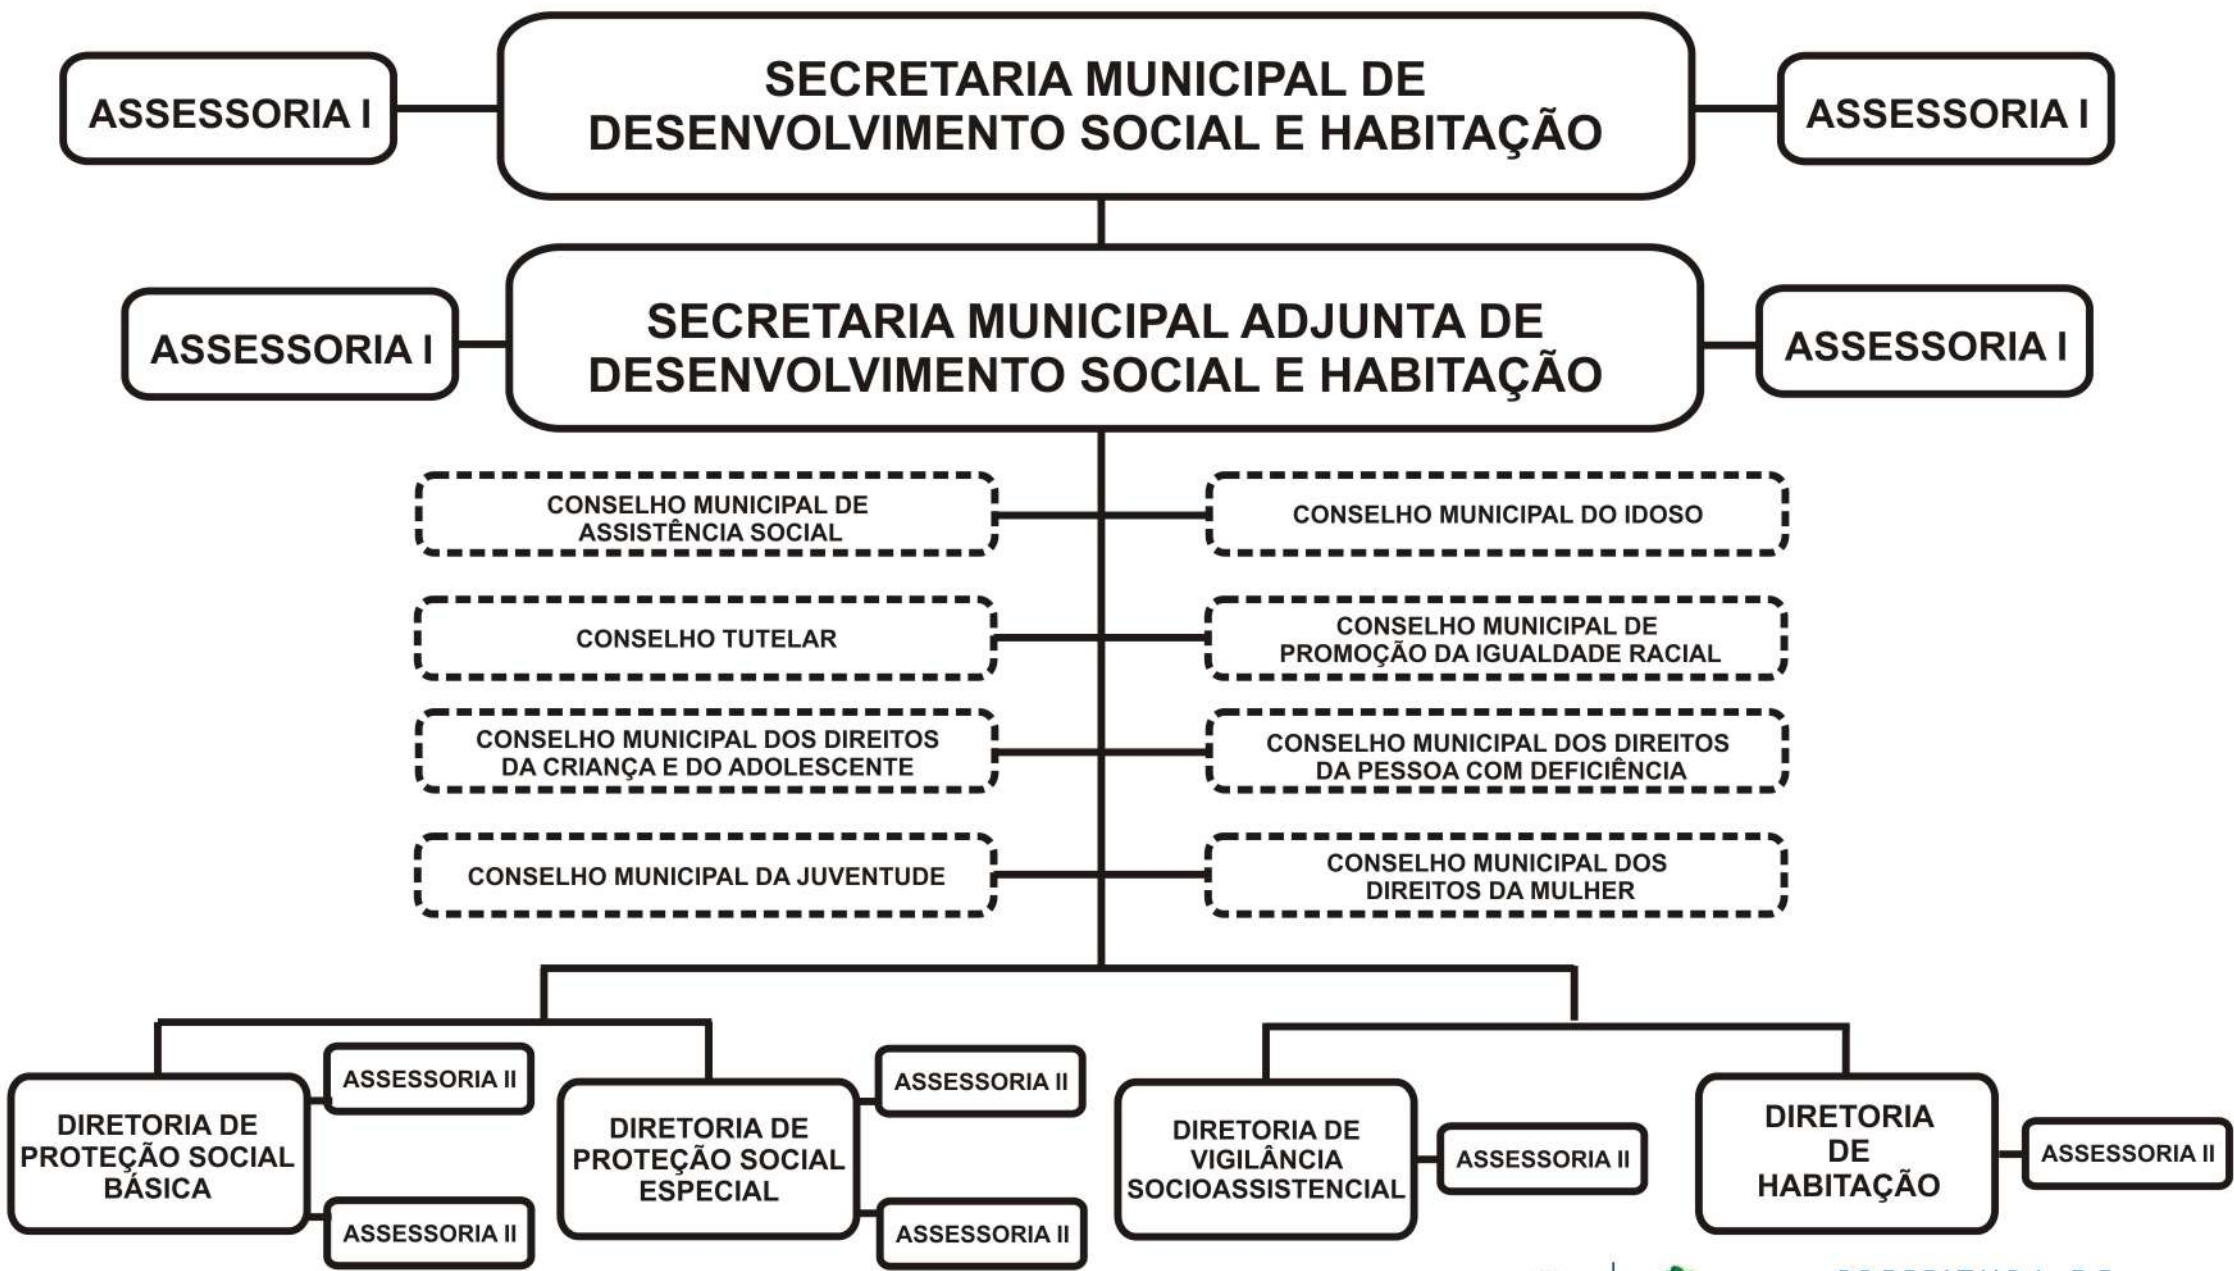 SECRETARIA MUNICIPAL DE
DESENVOLVIMENTO SOCIAL E HABITAÇÃO
ASSESSORIA I
ASSESSORIA I
SECRETARIA MUNICIPAL ADJUNTA DE
DESENVOLVIMENTO SOCIAL E HABITAÇÃO
ASSESSORIA I
ASSESSORIA I
CONSELHO MUNICIPAL DE
ASSISTÊNCIA SOCIAL
CONSELHO MUNICIPAL DO IDOSO
CONSELHO TUTELAR
CONSELHO MUNICIPAL DE
PROMOÇÃO DA IGUALDADE RACIAL
CONSELHO MUNICIPAL DOS DIREITOS
DA CRIANÇA E DO ADOLESCENTE
CONSELHO MUNICIPAL DOS DIREITOS
DA PESSOA COM DEFICIÊNCIA
CONSELHO MUNICIPAL DA JUVENTUDE
CONSELHO MUNICIPAL DOS
DIREITOS DA MULHER
DIRETORIA DE
PROTEÇÃO SOCIAL
BÁSICA
ASSESSORIA II
ASSESSORIA II
DIRETORIA DE
PROTEÇÃO SOCIAL
ESPECIAL
ASSESSORIA II
ASSESSORIA II
DIRETORIA DE
VIGILÂNCIA
SOCIOASSISTENCIAL
ASSESSORIA II
DIRETORIA
DE
HABITAÇÃO
ASSESSORIA II